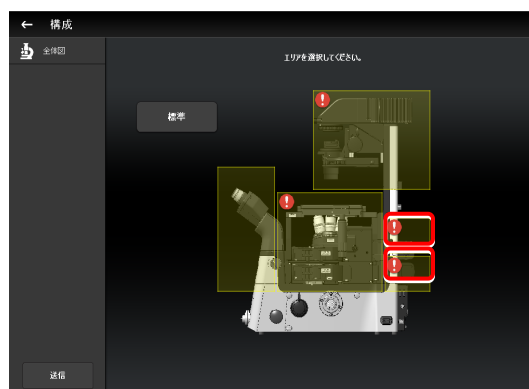 構成
全体図
エリアを選択してください。
標準
送信